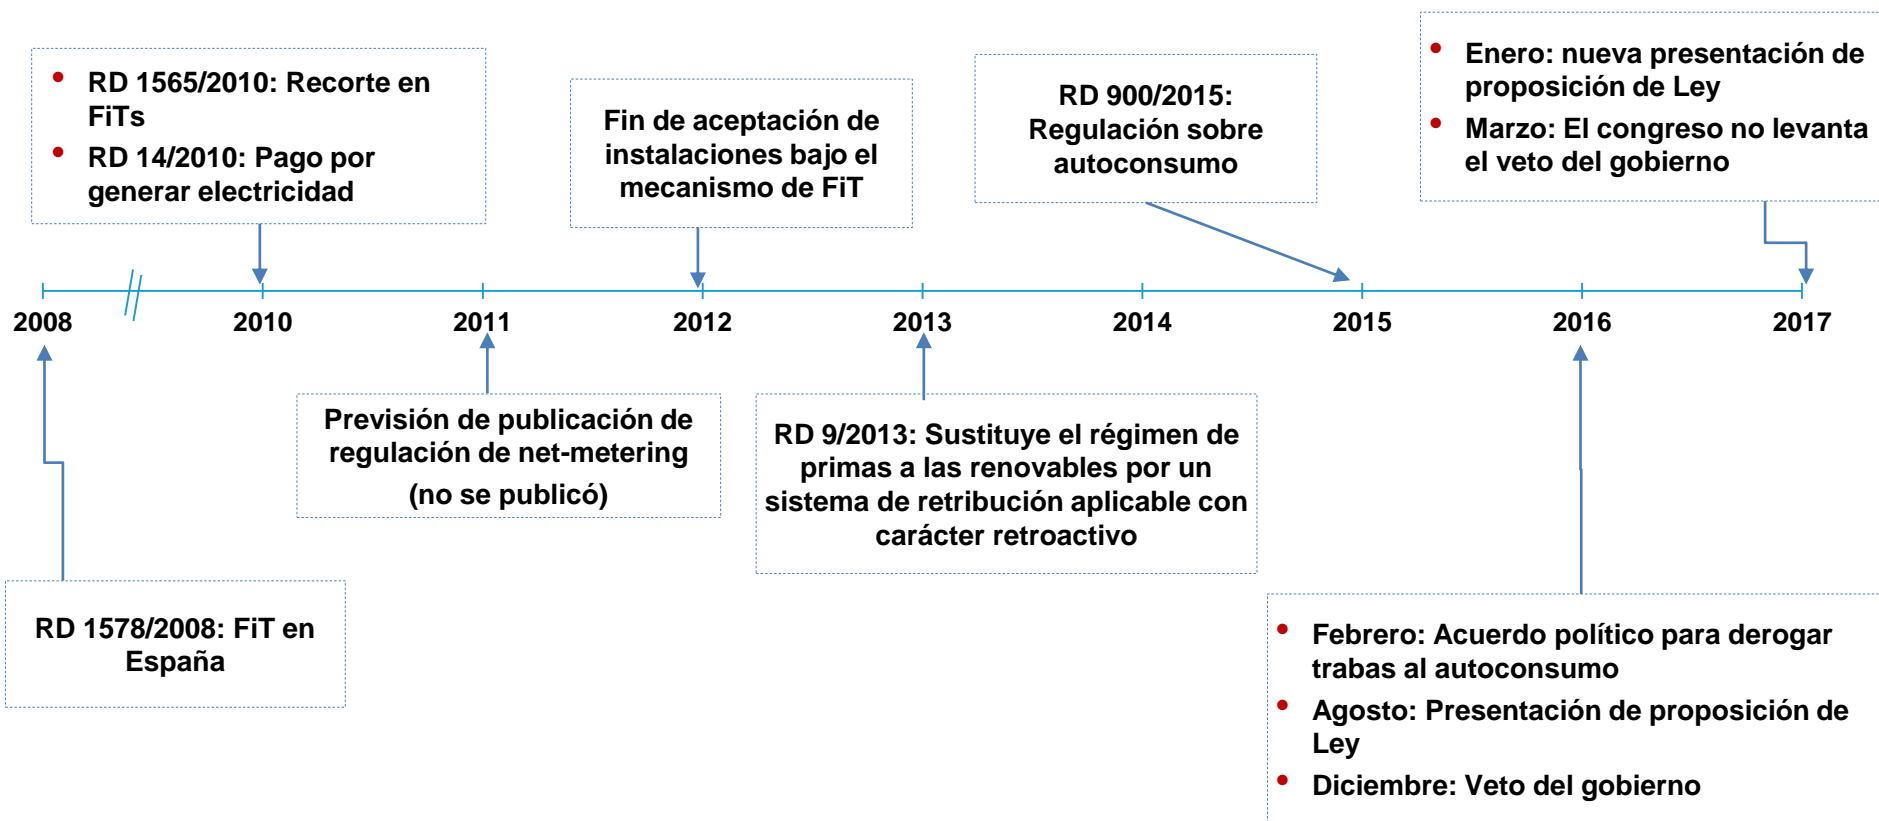 • RD 1565/2010: Recorte en
FiTs
• RD 14/2010: Pago por
generar electricidad
Fin de aceptación de
instalaciones bajo el
mecanismo de FiT
RD 900/2015:
Regulación sobre
autoconsumo
• Enero: nueva presentación de
proposición de Ley
• Marzo: El congreso no levanta
el veto del gobierno
2008
2010
2011
2012
2013
2014
2015
2016
2017
RD 1578/2008: FiT en
España
Previsión de publicación de
regulación de net-metering
(no se publicó)
RD 9/2013: Sustituye el régimen de
primas a las renovables por un
sistema de retribución aplicable con
carácter retroactivo
• Febrero: Acuerdo político para derogar
trabas al autoconsumo
• Agosto: Presentación de proposición de
Ley
• Diciembre: Veto del gobierno